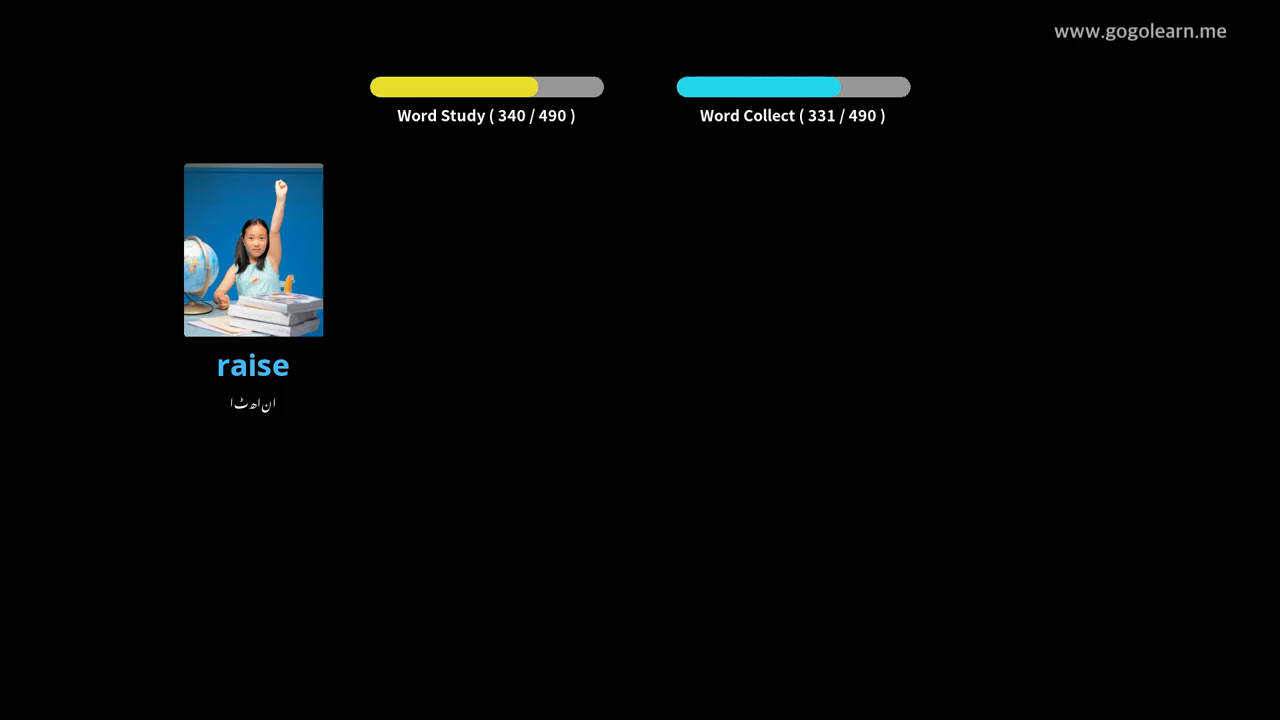 www.gogolearn.me
Word Study ( 340 / 490 )
Word Collect ( 331 / 490 )
raise
اٹھانا